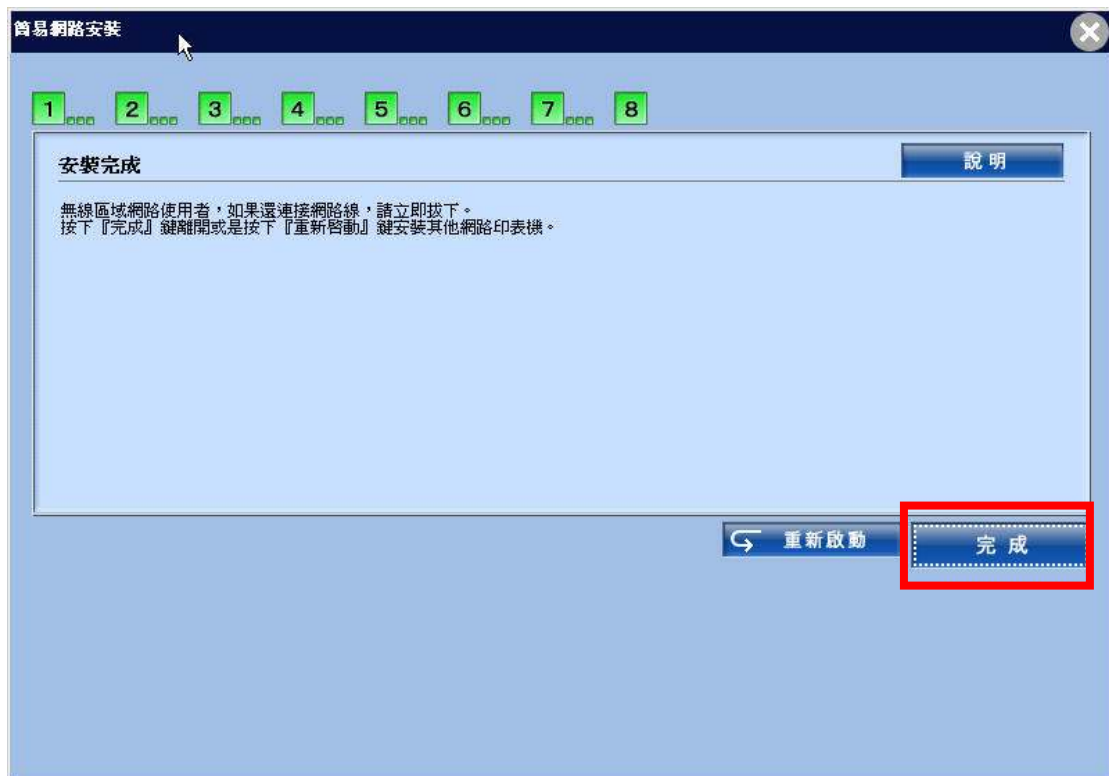 簡易網路安裝
1 2 3 4 5 6 7 8
安裝完成
說明
無線區域網路使用者，如果還連接網路線，請立即拔下。
按下『完成』鍵離開或是按下『重新啓動』鍵安裝其他網路印表機。
重新啟動
完成